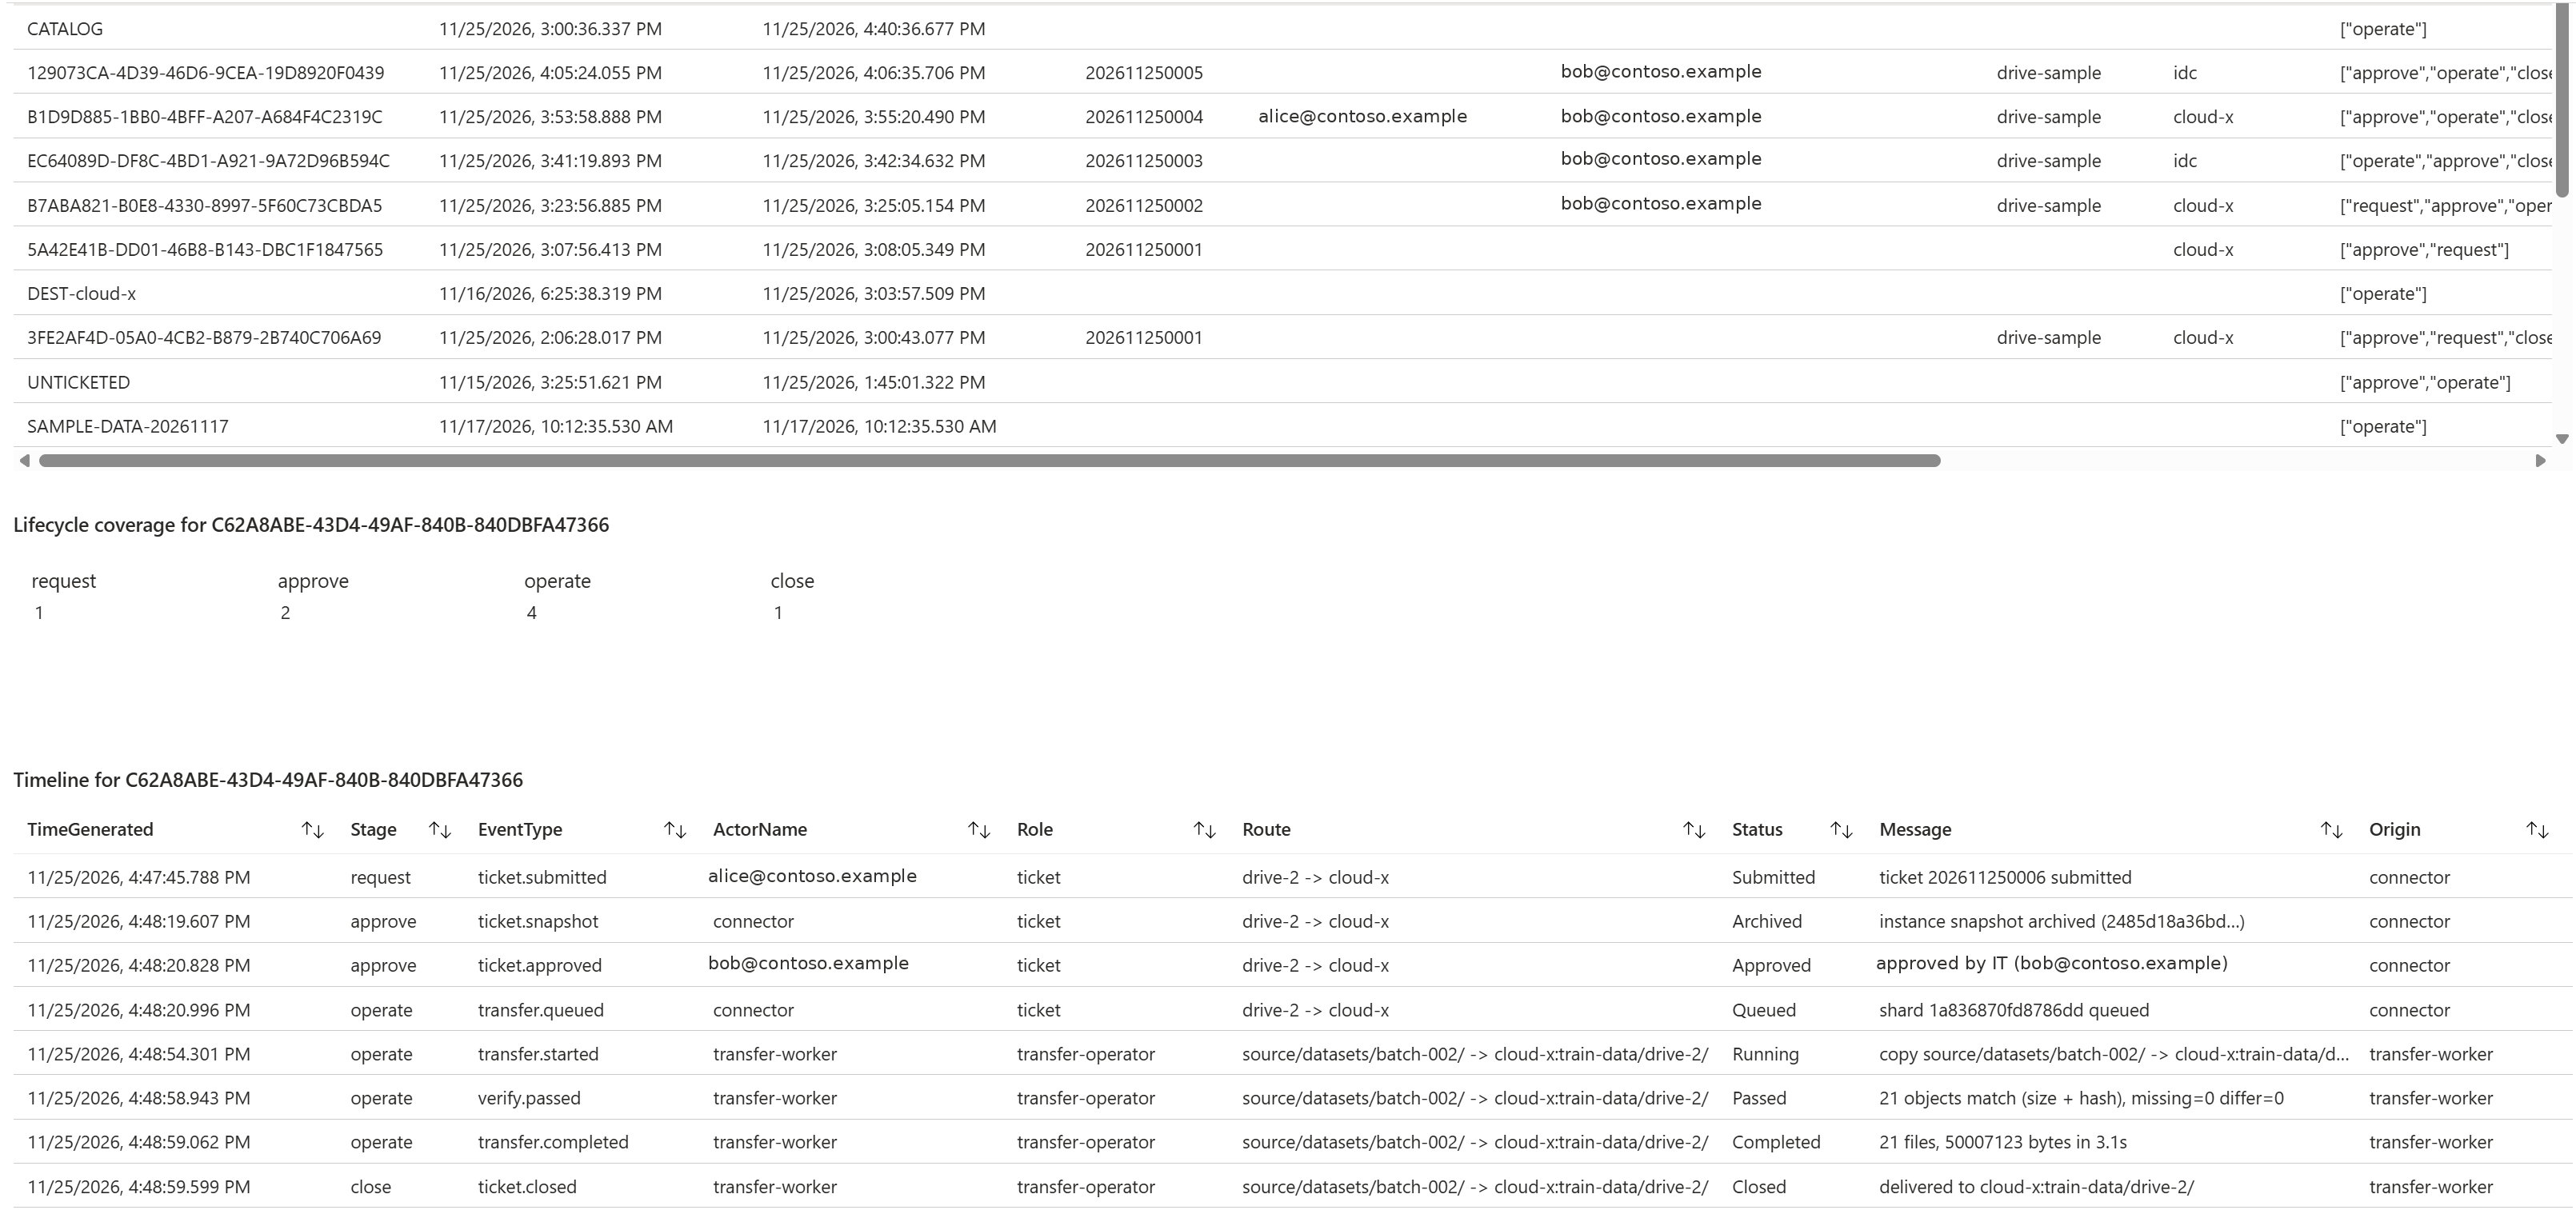 CATALOG 11/25/2026, 3:00:36.337 PM 11/25/2026, 4:40:36.677 PM ["operate"]
129073CA-4D39-46D6-9CEA-19D8920F0439 11/25/2026, 4:05:24.055 PM 11/25/2026, 4:06:35.706 PM 202611250005 bob@contoso.example drive-sample idc ["approve","operate","close
B1D9D885-1BB0-4BFF-A207-A684F4C2319C 11/25/2026, 3:53:58.888 PM 11/25/2026, 3:55:20.490 PM 202611250004 alice@contoso.example bob@contoso.example drive-sample cloud-x ["approve","operate","close
EC64089D-DF8C-4BD1-A921-9A72D96B594C 11/25/2026, 3:41:19.893 PM 11/25/2026, 3:42:34.632 PM 202611250003 bob@contoso.example drive-sample idc ["operate","approve","close
B7ABA821-B0E8-4330-8997-5F60C73CBDA5 11/25/2026, 3:23:56.885 PM 11/25/2026, 3:25:05.154 PM 202611250002 bob@contoso.example drive-sample cloud-x ["request","approve","oper
5A42E41B-DD01-46B8-B143-DBC1F1847565 11/25/2026, 3:07:56.413 PM 11/25/2026, 3:08:05.349 PM 202611250001 cloud-x ["approve","request"]
DEST-cloud-x 11/16/2026, 6:25:38.319 PM 11/25/2026, 3:03:57.509 PM ["operate"]
3FE2AF4D-05A0-4CB2-B879-2B740C706A69 11/25/2026, 2:06:28.017 PM 11/25/2026, 3:00:43.077 PM 202611250001 drive-sample cloud-x ["approve","request","close
UNTICKETED 11/15/2026, 3:25:51.621 PM 11/25/2026, 1:45:01.322 PM ["approve","operate"]
SAMPLE-DATA-20261117 11/17/2026, 10:12:35.530 AM 11/17/2026, 10:12:35.530 AM ["operate"]
Lifecycle coverage for C62A8ABE-43D4-49AF-840B-840DBFA47366
request approve operate close
1 2 4 1
Timeline for C62A8ABE-43D4-49AF-840B-840DBFA47366
TimeGenerated Stage EventType ActorName Role Route Status Message Origin
11/25/2026, 4:47:45.788 PM request ticket.submitted alice@contoso.example ticket drive-2 -> cloud-x Submitted ticket 202611250006 submitted connector
11/25/2026, 4:48:19.607 PM approve ticket.snapshot connector ticket drive-2 -> cloud-x Archived instance snapshot archived (2485d18a36bd...) connector
11/25/2026, 4:48:20.828 PM approve ticket.approved bob@contoso.example ticket drive-2 -> cloud-x Approved approved by IT (bob@contoso.example) connector
11/25/2026, 4:48:20.996 PM operate transfer.queued connector ticket drive-2 -> cloud-x Queued shard 1a836870fd8786dd queued connector
11/25/2026, 4:48:54.301 PM operate transfer.started transfer-worker transfer-operator source/datasets/batch-002/ -> cloud-x:train-data/drive-2/ Running copy source/datasets/batch-002/ -> cloud-x:train-data/d... transfer-worker
11/25/2026, 4:48:58.943 PM operate verify.passed transfer-worker transfer-operator source/datasets/batch-002/ -> cloud-x:train-data/drive-2/ Passed 21 objects match (size + hash), missing=0 differ=0 transfer-worker
11/25/2026, 4:48:59.062 PM operate transfer.completed transfer-worker transfer-operator source/datasets/batch-002/ -> cloud-x:train-data/drive-2/ Completed 21 files, 50007123 bytes in 3.1s transfer-worker
11/25/2026, 4:48:59.599 PM close ticket.closed transfer-worker transfer-operator source/datasets/batch-002/ -> cloud-x:train-data/drive-2/ Closed delivered to cloud-x:train-data/drive-2/ transfer-worker